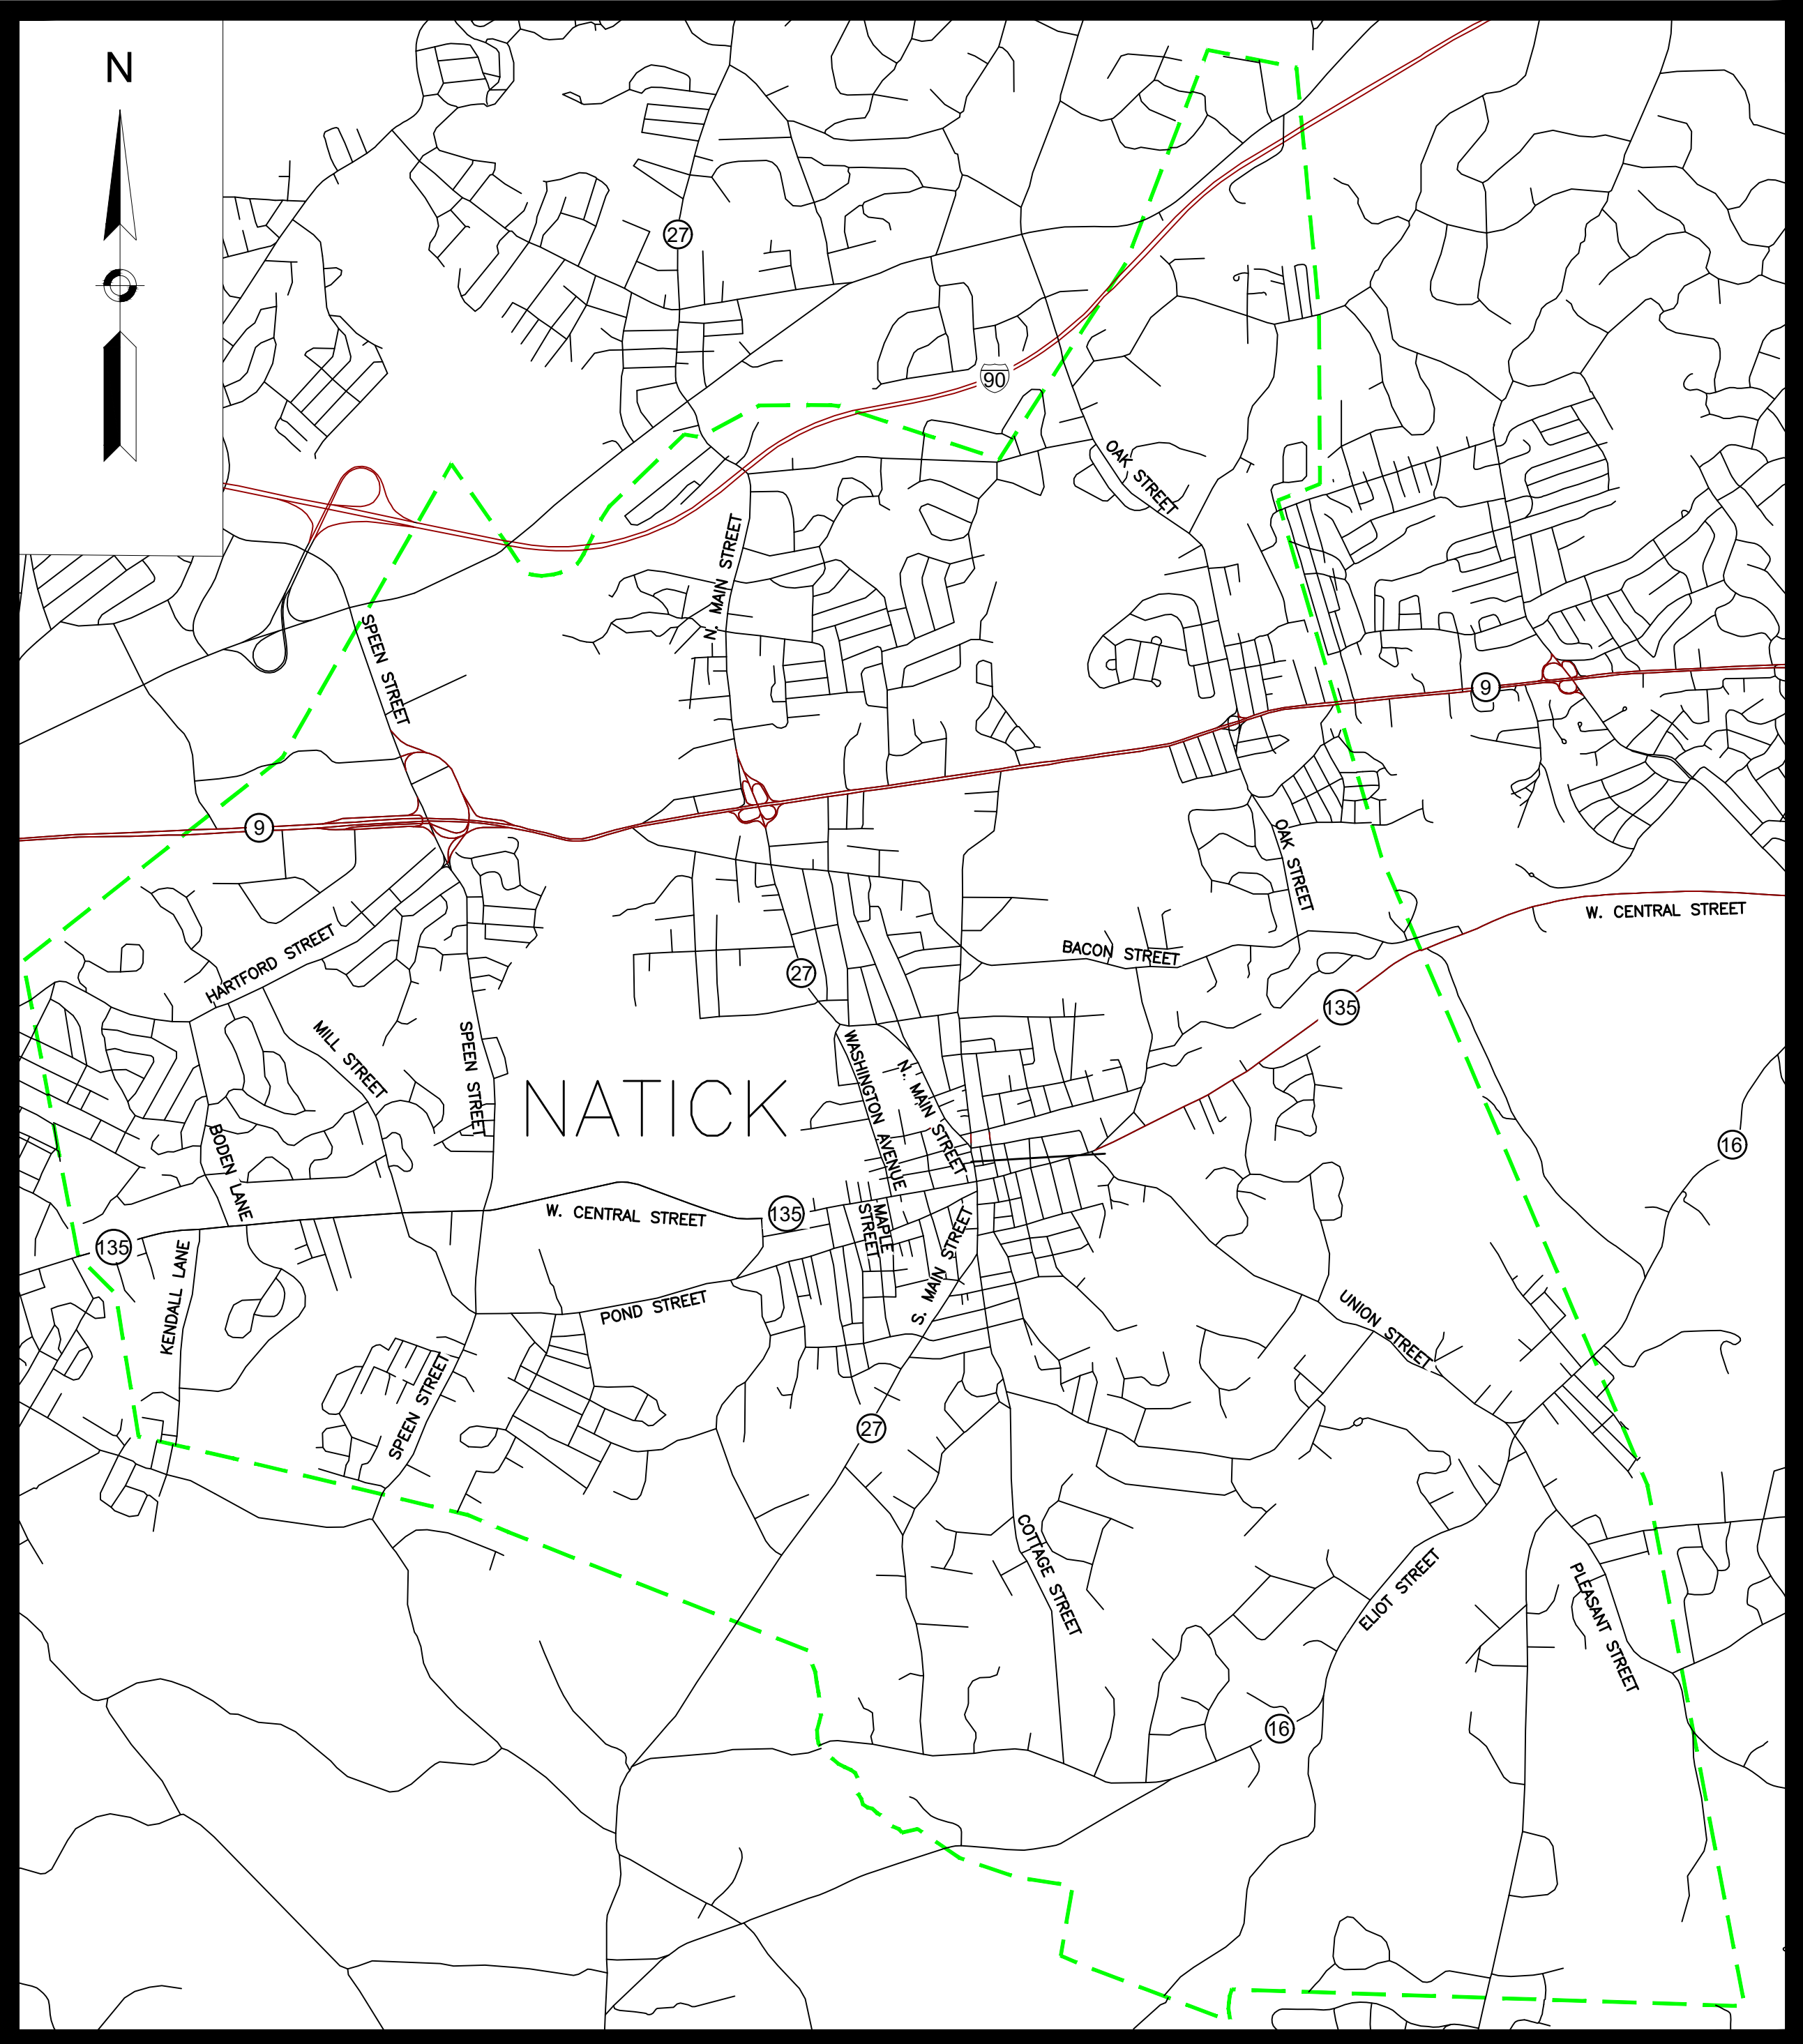 N
27
90
OAK STREET
N. MAIN STREET
SPEEN STREET
9
9
OAK STREET
W. CENTRAL STREET
HARTFORD STREET
BACON STREET
27
135
MILL STREET
SPEEN STREET
WASHINGTON AVENUE
N. MAIN STREET
NATICK
16
BODEN LANE
W. CENTRAL STREET
135
MAPLE
STREET
S. MAIN STREET
135
KENDALL LANE
POND STREET
UNION STREET
SPEEN STREET
27
COTTAGE STREET
ELIOT STREET
PLEASANT STREET
16